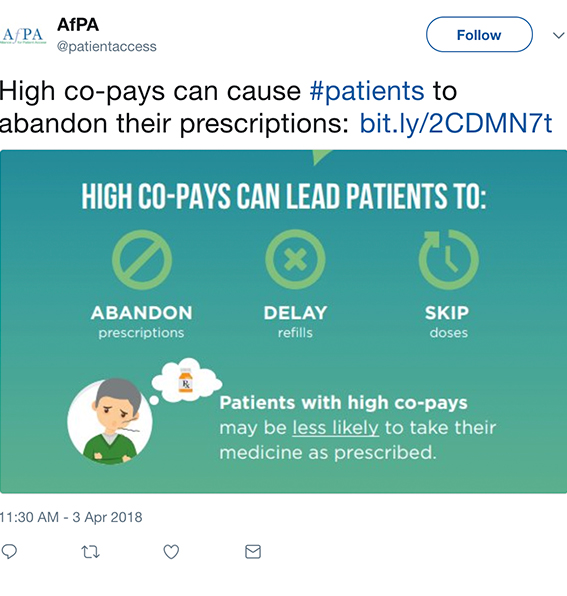 AfPA
AfPA
@patientaccess
Follow
High co-pays can cause #patients to
abandon their prescriptions: bit.ly/2CDMN7t
HIGH CO-PAYS CAN LEAD PATIENTS TO:
ABANDON
prescriptions
DELAY
refills
SKIP
doses
Rx
Patients with high co-pays
may be less likely to take their
medicine as prescribed.
11:30 AM - 3 Apr 2018